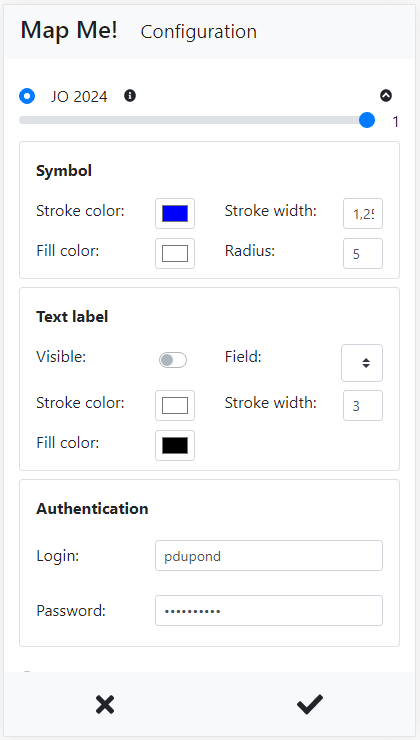 Map Me! Configuration
JO 2024
1
Symbol
Stroke color: Stroke width: 1,25
Fill color: Radius: 5
Text label
Visible: Field:
Stroke color: Stroke width: 3
Fill color:
Authentication
Login: pdupond
Password: ••••••••••